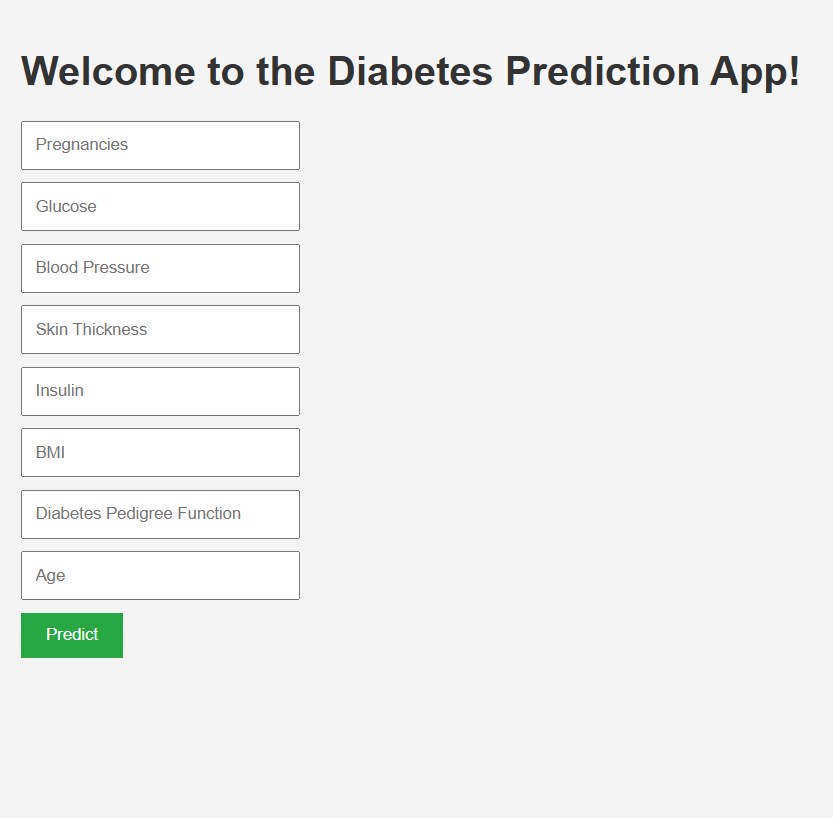 Welcome to the Diabetes Prediction App!
Pregnancies
Glucose
Blood Pressure
Skin Thickness
Insulin
BMI
Diabetes Pedigree Function
Age
Predict